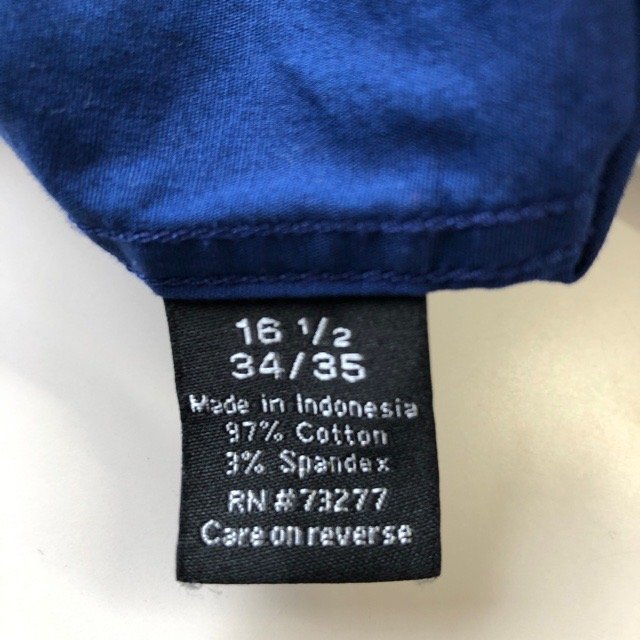 16 1/2
34/35
Made in Indonesia
97% Cotton
3% Spandex
RN#73277
Care on reverse